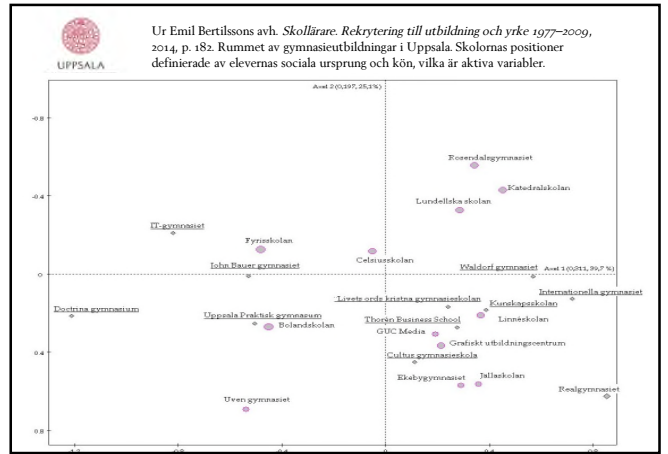 Ur Emil Bertilssons avh. Skollärare. Rekrytering till utbildning och yrke 1977–2009,
2014, p. 182. Rummet av gymnasieutbildningar i Uppsala. Skolornas positioner
definierade av elevernas sociala ursprung och kön, vilka är aktiva variabler.
UPPSALA
Axel 2 (0,197, 25,1%)
-0.8
Rosendalsgymnasiet
-0.4
Katedralskolan
Lundellska skolan
IT-gymnasiet
Fyrisskolan
Celsiusskolan
John Bauer gymnasiet
Waldorf gymnasiet
Axel 1 (0,311, 39,7 %)
0
Internationella gymnasiet
Livets ords kristna gymnasieskolan
Kunskapsskolan
Doctrina gymnasium
Uppsala Praktisk gymnasium
Thorén Business School
Linnéskolan
Bolandskolan
GUC Media
0.4
Grafiskt utbildningscentrum
Cultus gymnasieskola
Ekebygymnasiet
Jallaskolan
Realgymnasiet
Uven gymnasiet
0.8
0